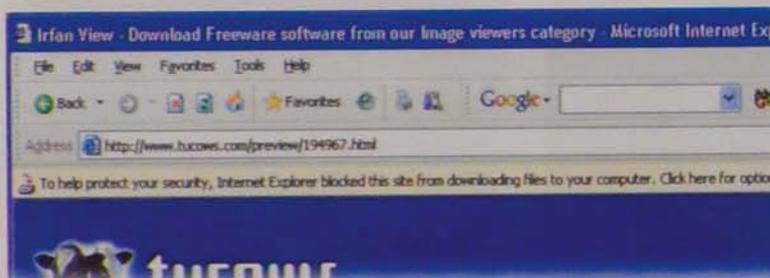 Irfan View - Download Freeware software from our Image viewers category - Microsoft Internet Exp
File Edit View Favorites Tools Help
Back Favorites Google
Address http://www.tucows.com/preview/194967.html
To help protect your security, Internet Explorer blocked this site from downloading files to your computer. Click here for option
tucows